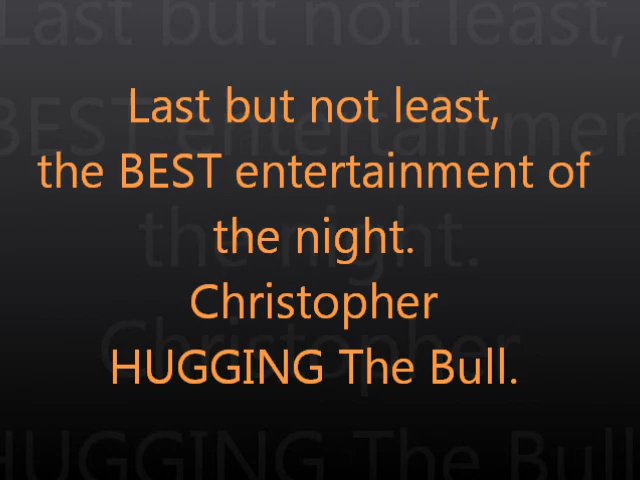 Last but not least,
the BEST entertainment of
the night.
Christopher
HUGGING The Bull.